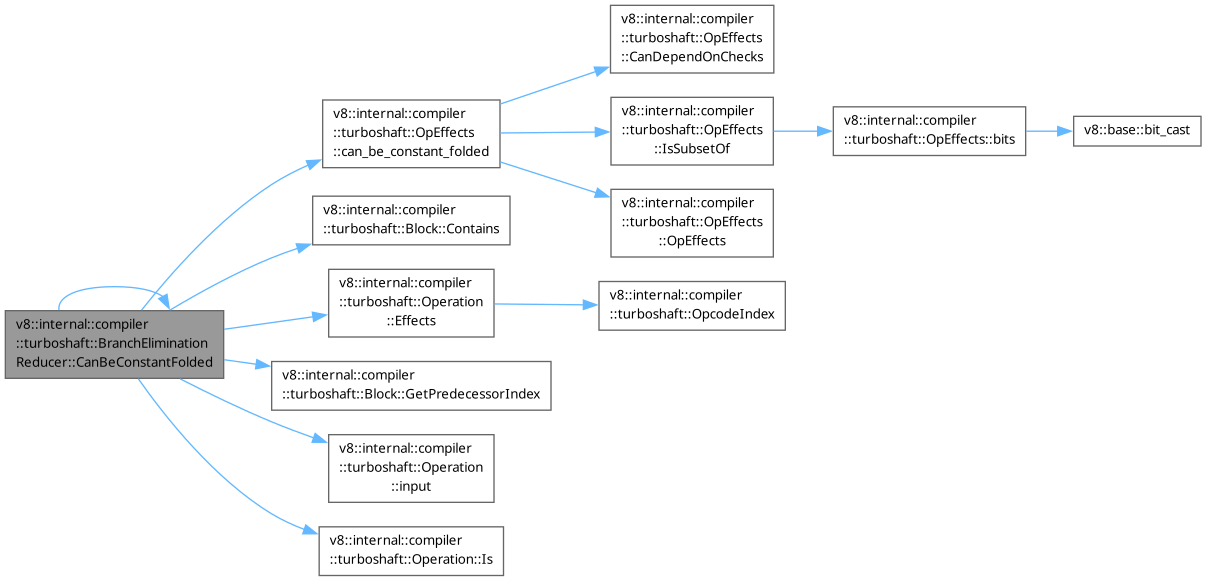 v8::internal::compiler
::turboshaft::BranchElimination
Reducer::CanBeConstantFolded
v8::internal::compiler
::turboshaft::OpEffects
::can_be_constant_folded
v8::internal::compiler
::turboshaft::OpEffects
::CanDependOnChecks
v8::internal::compiler
::turboshaft::OpEffects
::IsSubsetOf
v8::internal::compiler
::turboshaft::OpEffects::bits
v8::base::bit_cast
v8::internal::compiler
::turboshaft::OpEffects
::OpEffects
v8::internal::compiler
::turboshaft::Block::Contains
v8::internal::compiler
::turboshaft::Operation
::Effects
v8::internal::compiler
::turboshaft::OpcodeIndex
v8::internal::compiler
::turboshaft::Block::GetPredecessorIndex
v8::internal::compiler
::turboshaft::Operation
::input
v8::internal::compiler
::turboshaft::Operation::Is